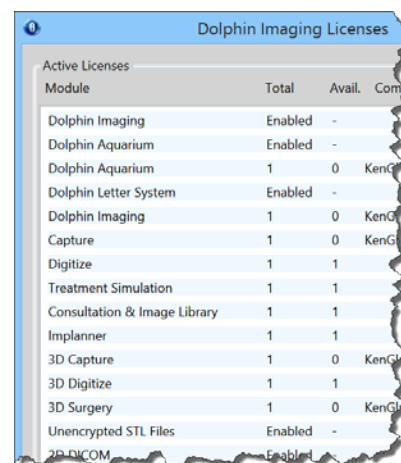 Dolphin Imaging Licenses
Active Licenses
Module Total Avail. Com
Dolphin Imaging Enabled -
Dolphin Aquarium Enabled -
Dolphin Aquarium 1 0
Dolphin Letter System Enabled -
Dolphin Imaging 1 0
Capture 1 0
Digitize 1 1
Treatment Simulation 1 1
Consultation & Image Library 1 1
Implanner 1 1
3D Capture 1 0
3D Digitize 1 1
3D Surgery 1 0
Unencrypted STL Files Enabled -
DICOM Enabled -